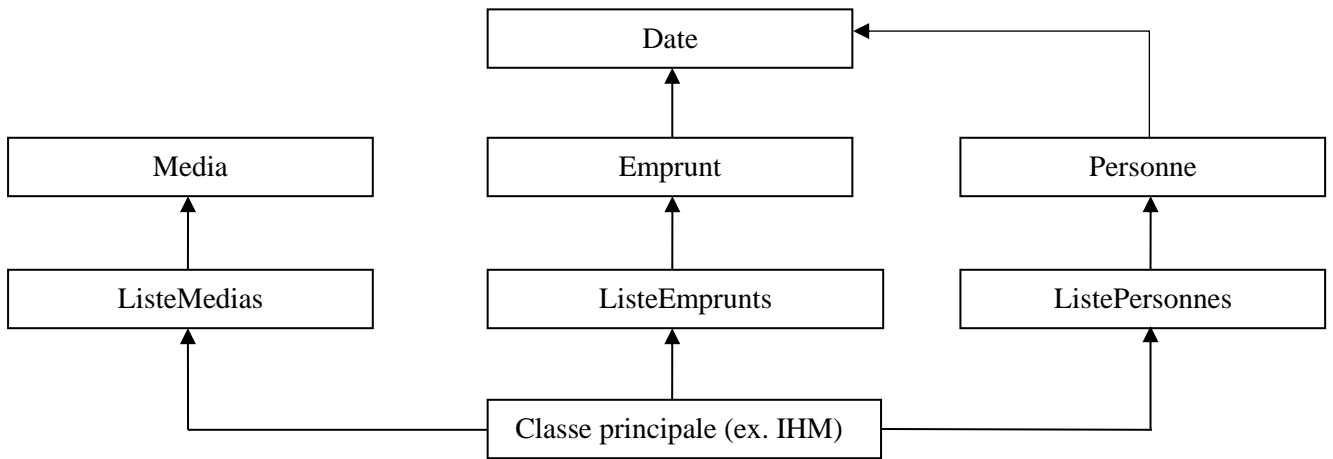 Date
Media
Emprunt
Personne
ListeMedias
ListeEmprunts
ListePersonnes
Classe principale (ex. IHM)